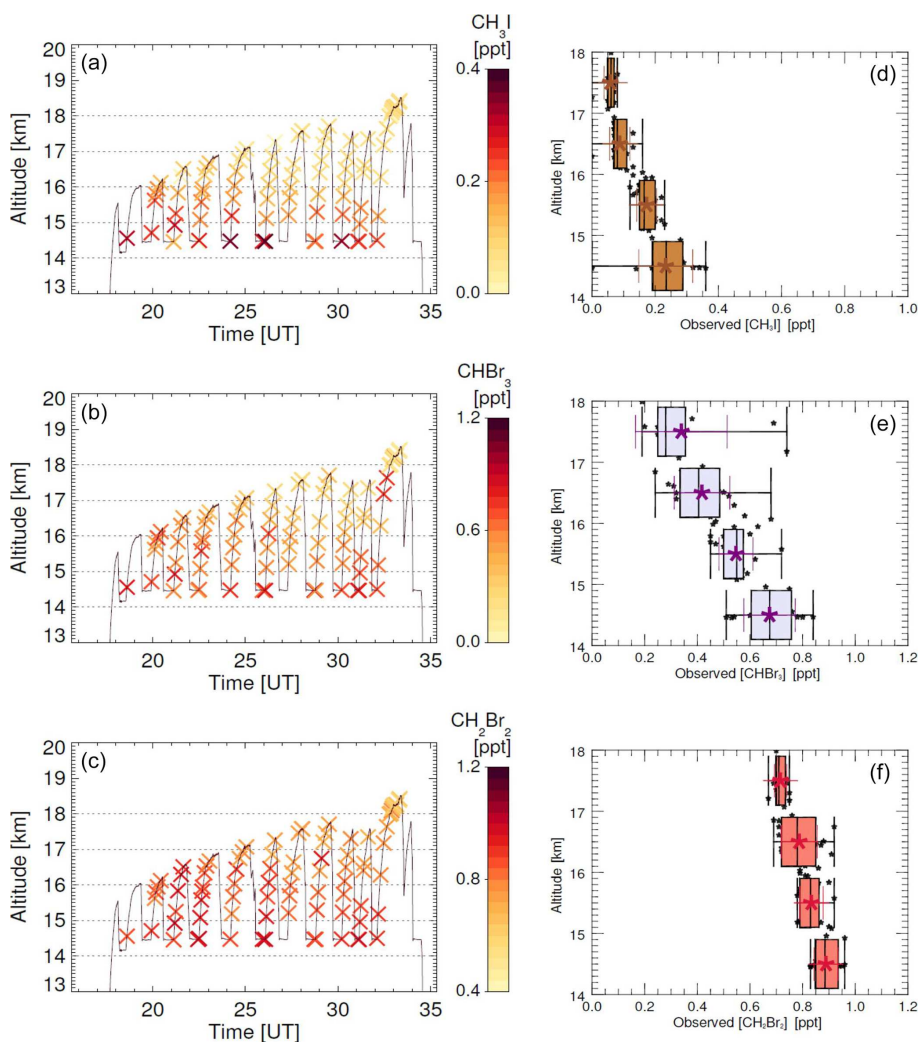 (a)
CH₃I
[ppt]
0.4
0.2
0.0
20
19
18
17
16
15
14
13
Altitude [km]
20 25 30 35
Time [UT]
(d)
18
17
16
15
14
Altitude [km]
0.0 0.2 0.4 0.6 0.8 1.0
Observed [CH₃I] [ppt]
(b)
CHBr₃
[ppt]
1.2
0.6
0.0
20
19
18
17
16
15
14
13
Altitude [km]
20 25 30 35
Time [UT]
(e)
18
17
16
15
14
Altitude [km]
0.0 0.2 0.4 0.6 0.8 1.0 1.2
Observed [CHBr₃] [ppt]
(c)
CH₂Br₂
[ppt]
1.2
0.8
0.4
20
19
18
17
16
15
14
13
Altitude [km]
20 25 30 35
Time [UT]
(f)
18
17
16
15
14
Altitude [km]
0.0 0.2 0.4 0.6 0.8 1.0 1.2
Observed [CH₂Br₂] [ppt]